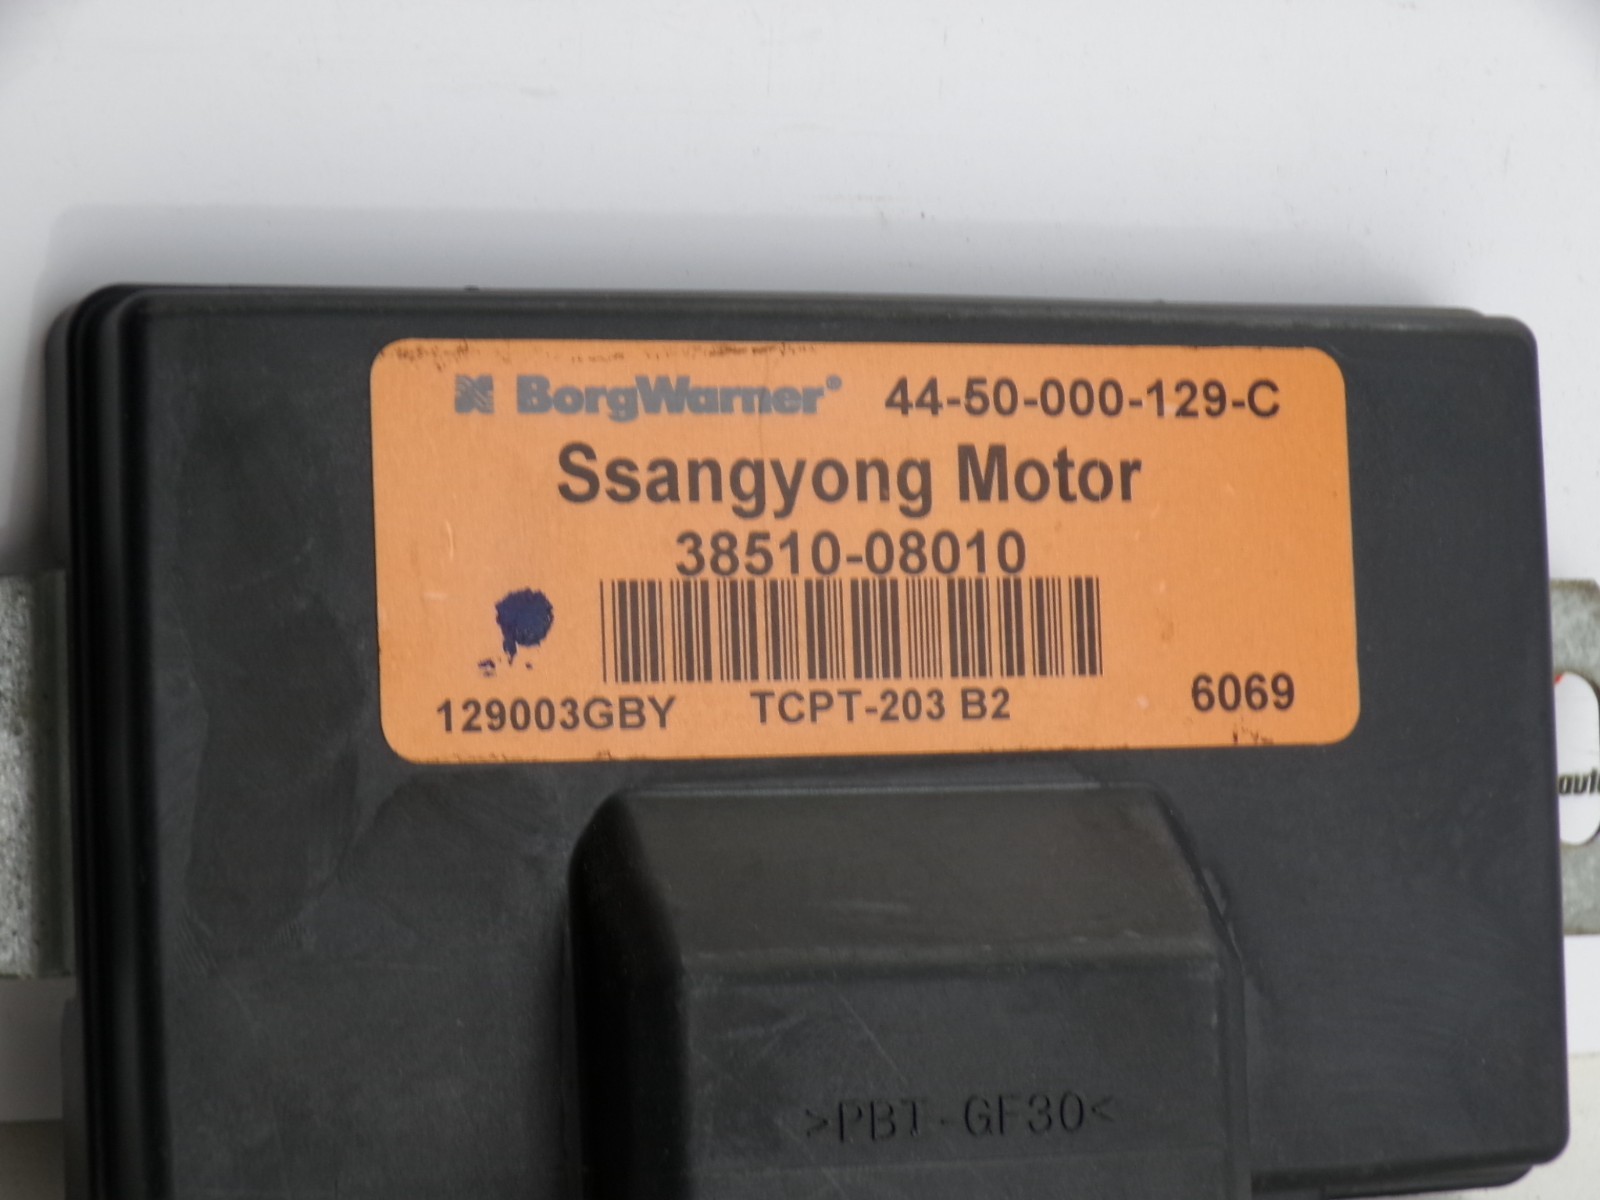 BorgWarner® 44-50-000-129-C
Ssangyong Motor
38510-08010
129003GBY TCPT-203 B2 6069
>PBT-GF30<